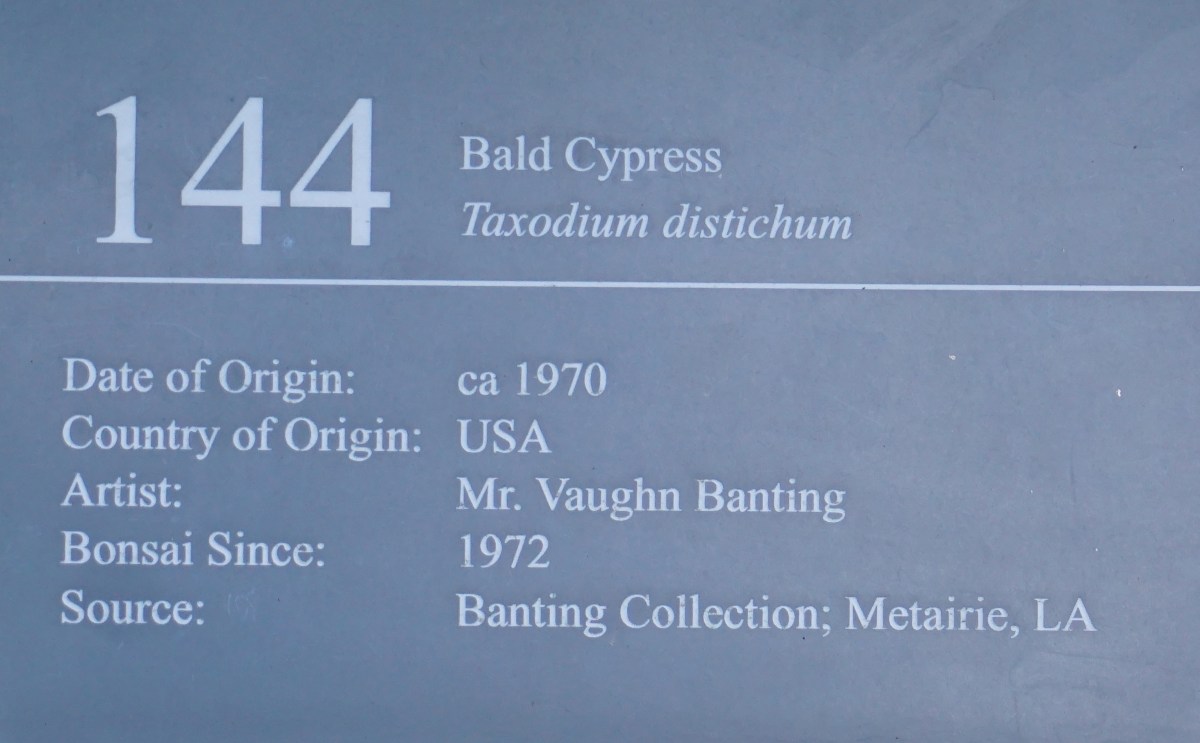 144
Bald Cypress
Taxodium distichum
Date of Origin: ca 1970
Country of Origin: USA
Artist: Mr. Vaughn Banting
Bonsai Since: 1972
Source: Banting Collection; Metairie, LA